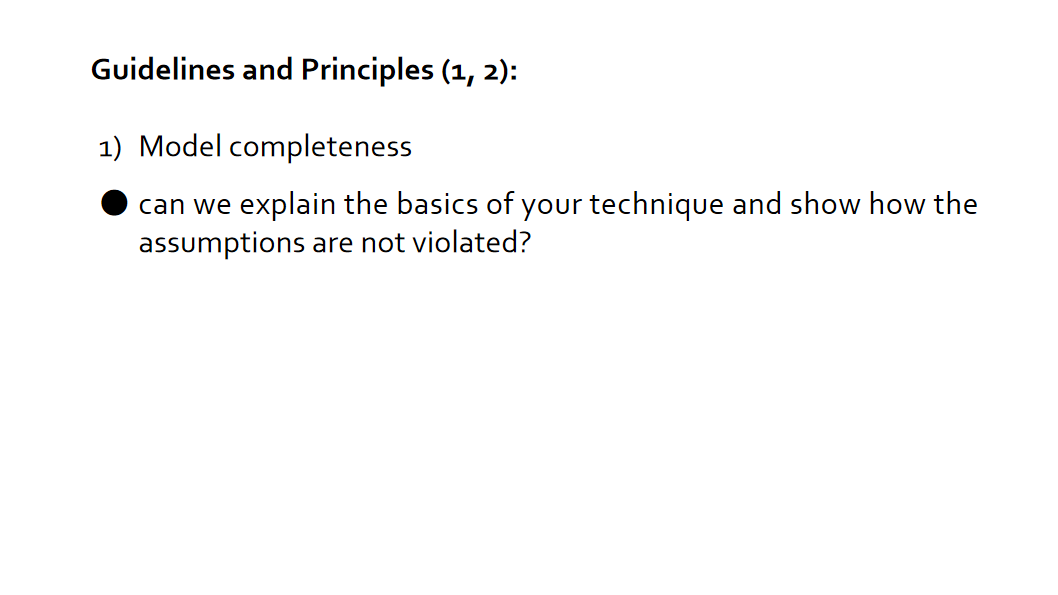 Guidelines and Principles (1, 2):
1) Model completeness
● can we explain the basics of your technique and show how the
assumptions are not violated?